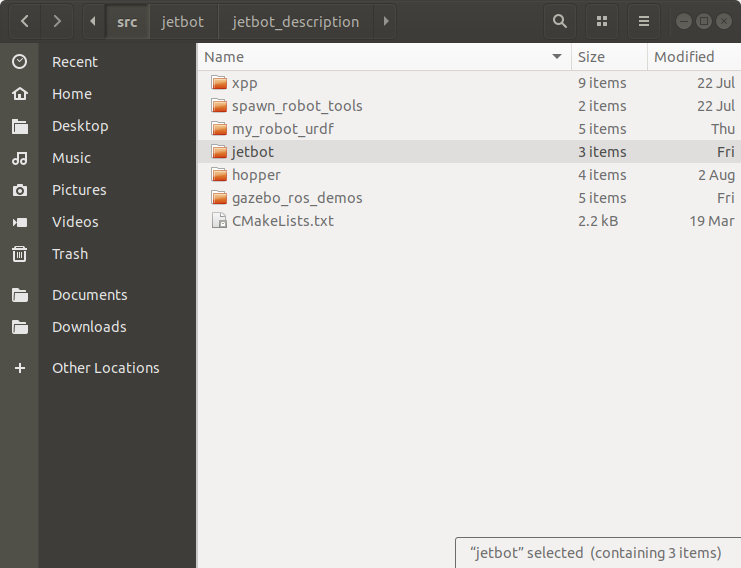 src jetbot jetbot_description
Name Size Modified
Recent
Home
Desktop
Music
Pictures
Videos
Trash
Documents
Downloads
Other Locations
xpp 9 items 22 Jul
spawn_robot_tools 2 items 22 Jul
my_robot_urdf 5 items Thu
jetbot 3 items Fri
hopper 4 items 2 Aug
gazebo_ros_demos 5 items Fri
CMakeLists.txt 2.2 kB 19 Mar
“jetbot” selected (containing 3 items)